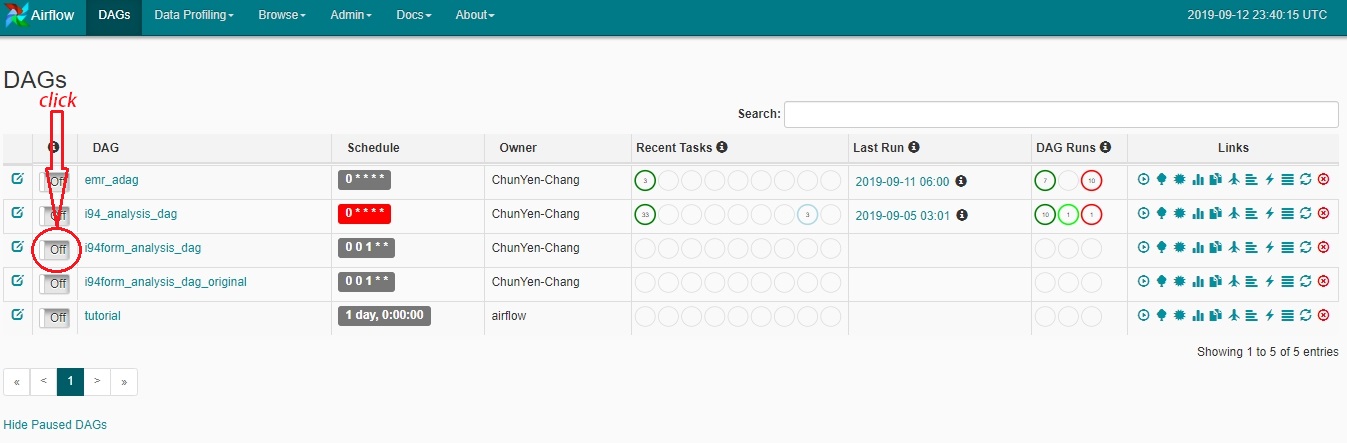 Airflow DAGs Data Profiling Browse Admin Docs About 2019-09-12 23:40:15 UTC
DAGs
click
Search:
DAG Schedule Owner Recent Tasks Last Run DAG Runs Links
Off emr_adag 0 * * * * ChunYen-Chang 3 2019-09-11 06:00 7 10
Off i94_analysis_dag 0 * * * * ChunYen-Chang 33 3 2019-09-05 03:01 10 1 1
Off i94form_analysis_dag 0 0 1 * * ChunYen-Chang
Off i94form_analysis_dag_original 0 0 1 * * ChunYen-Chang
Off tutorial 1 day, 0:00:00 airflow
Showing 1 to 5 of 5 entries
« < 1 > »
Hide Paused DAGs